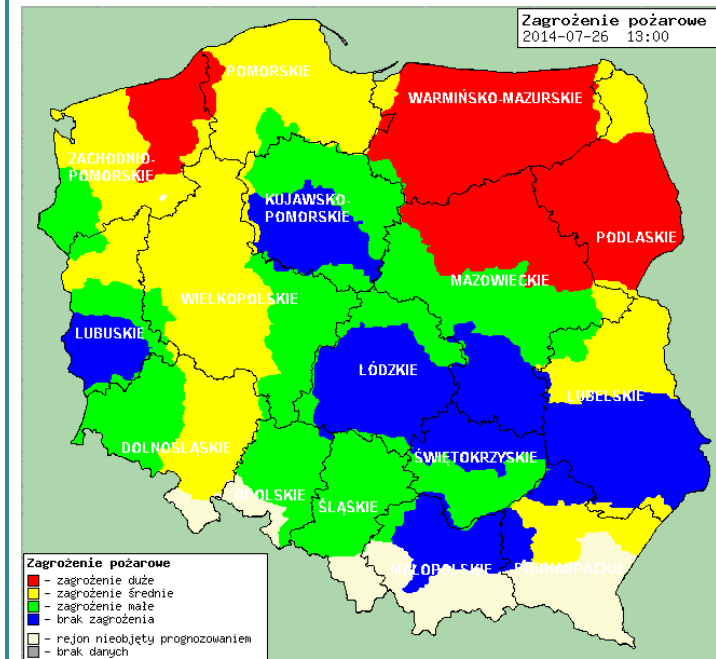 Zagrożenie pożarowe
2014-07-26 13:00
POMORSKIE
WARMIŃSKO-MAZURSKIE
ZACHODNIO-
POMORSKIE
KUJAWSKO-
POMORSKIE
PODLASKIE
MAZOWIECKIE
WIELKOPOLSKIE
LUBUSKIE
ŁÓDZKIE
LUBELSKIE
DOLNOŚLĄSKIE
ŚWIĘTOKRZYSKIE
OPOLSKIE
ŚLĄSKIE
MAŁOPOLSKIE
PODKARPACKIE
Zagrożenie pożarowe
- zagrożenie duże
- zagrożenie średnie
- zagrożenie małe
- brak zagrożenia
- rejon nieobjęty prognozowaniem
- brak danych